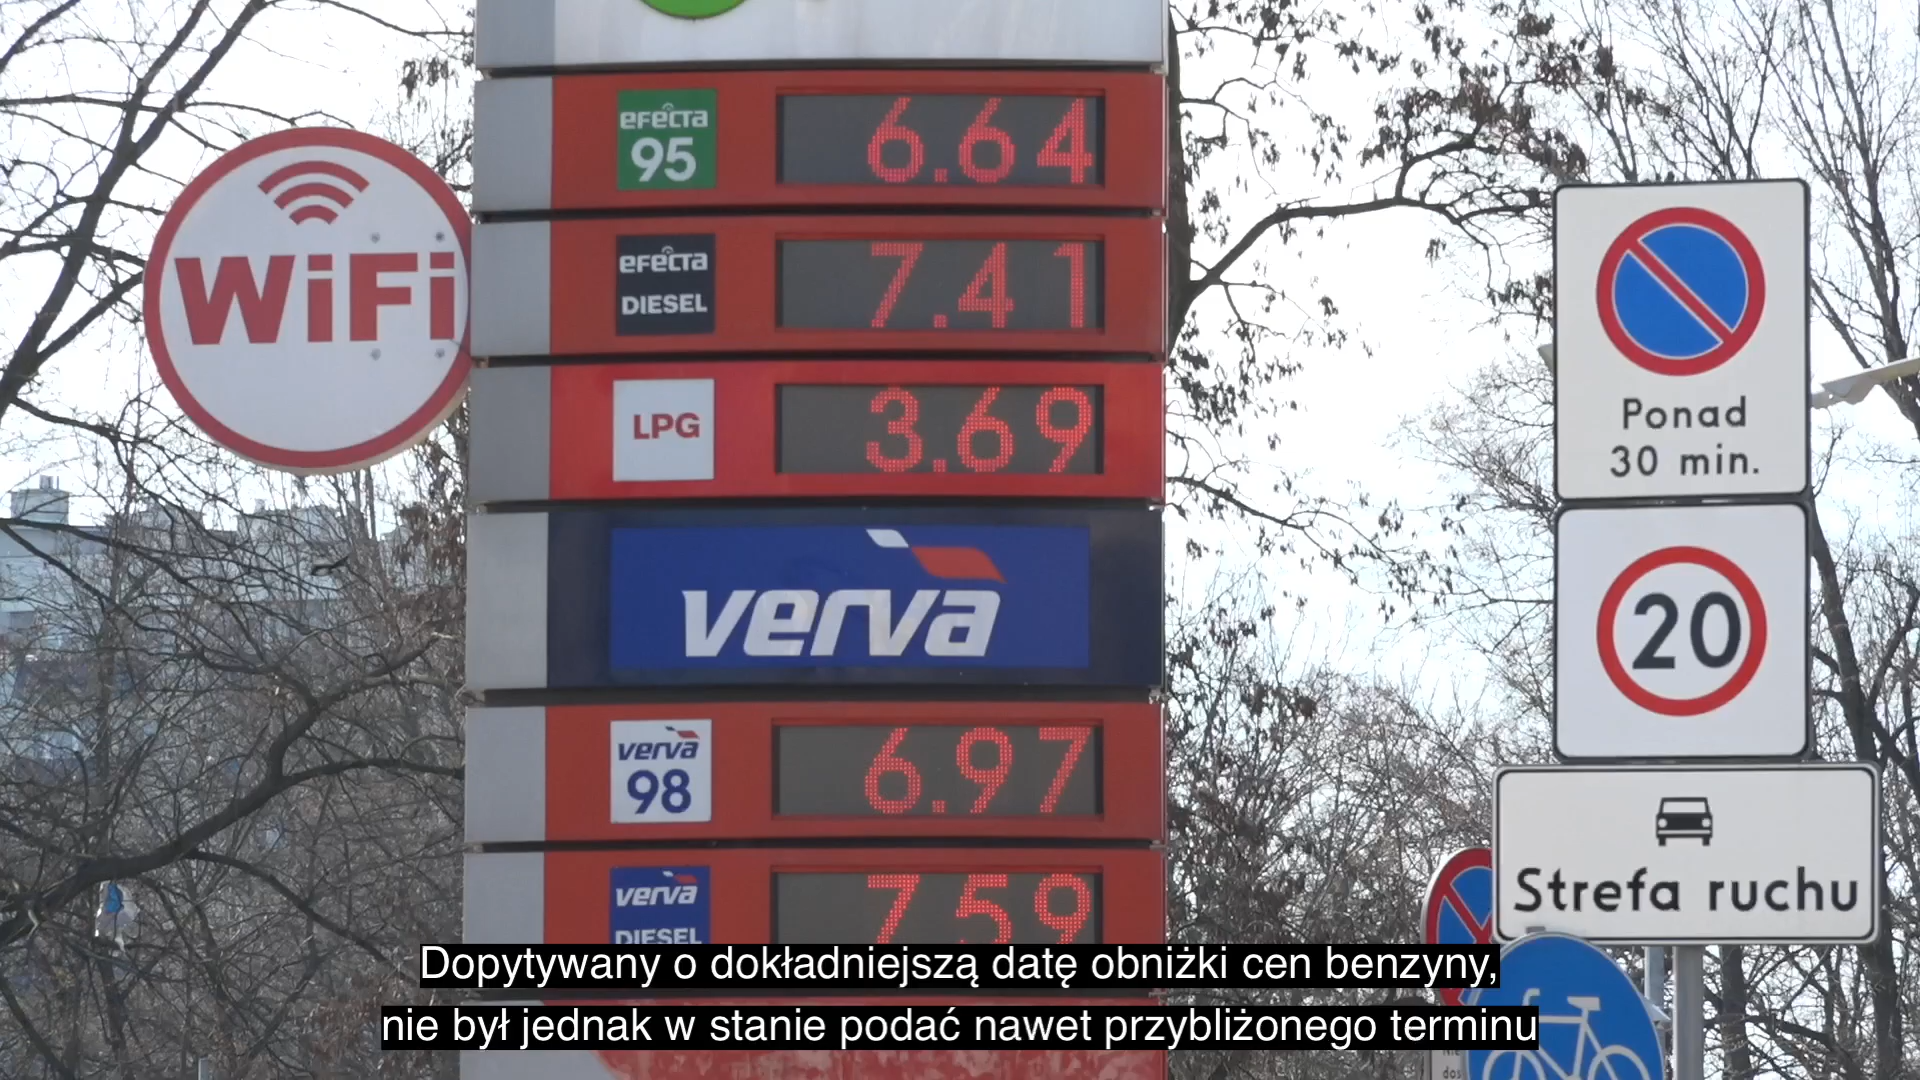 WiFi
EFECTA
95
6.64
EFECTA
DIESEL
7.41
LPG
3.69
verva
verva
98
6.97
verva
DIESEL
7.59
Ponad
30 min.
20
Strefa ruchu
Dopytywany o dokładniejszą datę obniżki cen benzyny,
nie był jednak w stanie podać nawet przybliżonego terminu